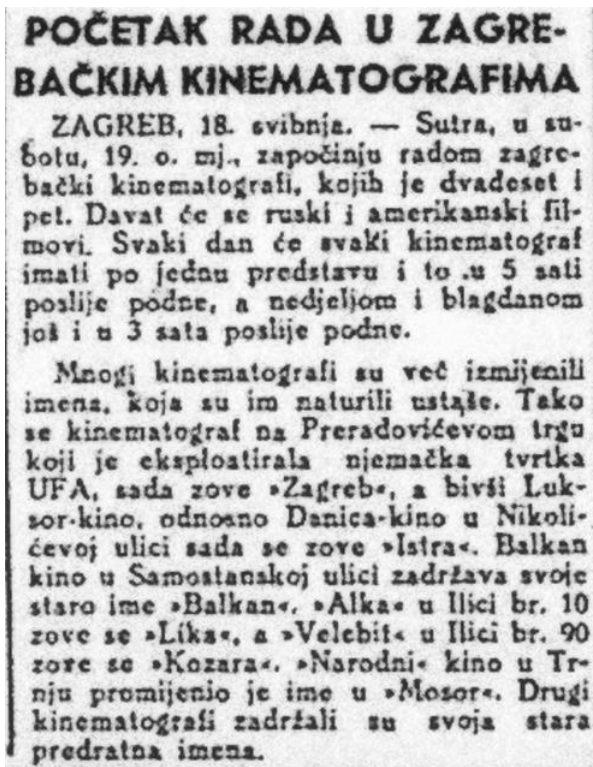 POČETAK RADA U ZAGRE-
BAČKIM KINEMATOGRAFIMA
ZAGREB, 18. svibnja. — Sutra, u su-
botu, 19. o. mj., započinju radom zagre-
bački kinematografi, kojih je dvadeset i
pet. Davat će se ruski i amerikanski fil-
movi. Svaki dan će svaki kinematograf
imati po jednu predstavu i to u 5 sati
poslije podne, a nedjeljom i blagdanom
još i u 3 sata poslije podne.
Mnogi kinematografi su već izmijenili
imena, koja su im naturili ustaše. Tako
se kinematograf na Preradovićevom trgu
koji je eksploatirala njemačka tvrtka
UFA, sada zove »Zagreb«, a bivši Luk-
sor-kino, odnosno Danica-kino u Nikoli-
ćevoj ulici sada se zove »Istra«. Balkan
kino u Samostanskoj ulici zadržava svoje
staro ime »Balkan«. »Alka« u Ilici br. 10
zove se »Lika«, a »Velebit« u Ilici br. 90
zove se »Kozara«. »Narodni« kino u Tr-
nju promijenio je ime u »Mosor«. Drugi
kinematografi zadržali su svoja stara
predratna imena.